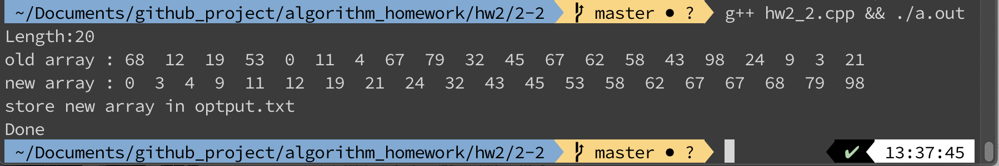 ~/Documents/github_project/algorithm_homework/hw2/2-2 master ● ? g++ hw2_2.cpp && ./a.out
Length:20
old array : 68 12 19 53 0 11 4 67 79 32 45 67 62 58 43 98 24 9 3 21
new array : 0 3 4 9 11 12 19 21 24 32 43 45 53 58 62 67 67 68 79 98
store new array in optput.txt
Done
~/Documents/github_project/algorithm_homework/hw2/2-2 master ● ? ✔ 13:37:45